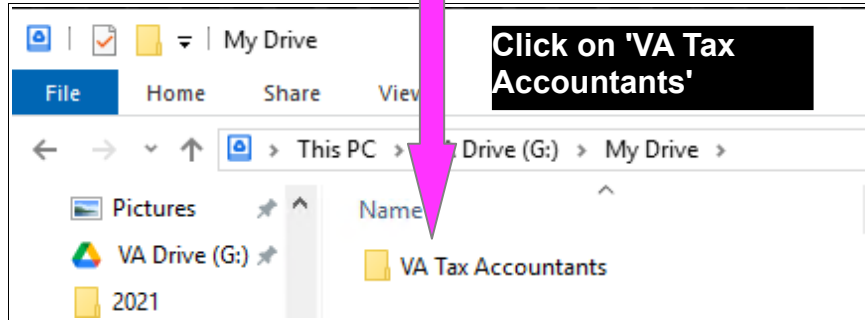 My Drive
Click on 'VA Tax
Accountants'
File Home Share View
This PC > Drive (G:) > My Drive >
Pictures
Name
VA Drive (G:)
VA Tax Accountants
2021